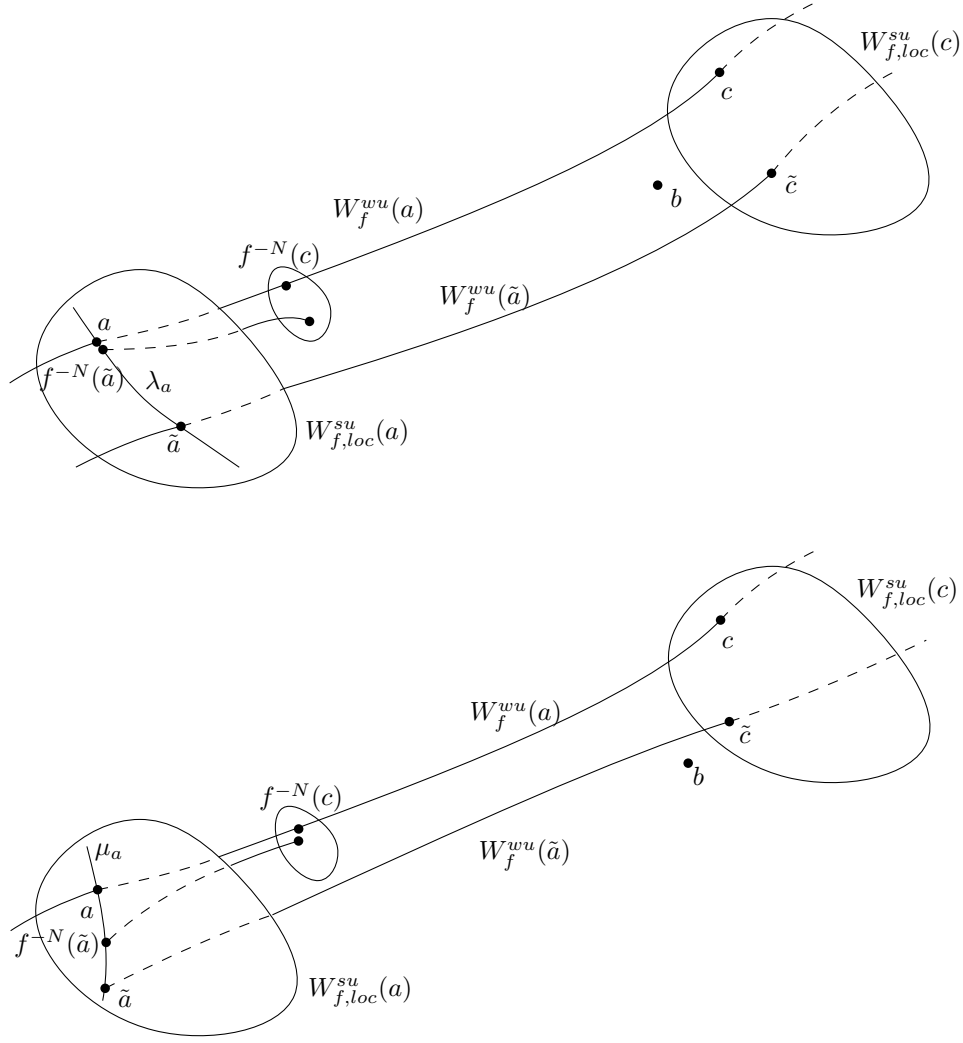 W^{su}_{f,loc}(c)
c
c̃
b
W^{wu}_f(a)
f^{-N}(c)
W^{wu}_f(ã)
a
f^{-N}(ã)
λ_a
W^{su}_{f,loc}(a)
ã
W^{su}_{f,loc}(c)
c
W^{wu}_f(a)
c̃
b
f^{-N}(c)
μ_a
W^{wu}_f(ã)
a
f^{-N}(ã)
W^{su}_{f,loc}(a)
ã